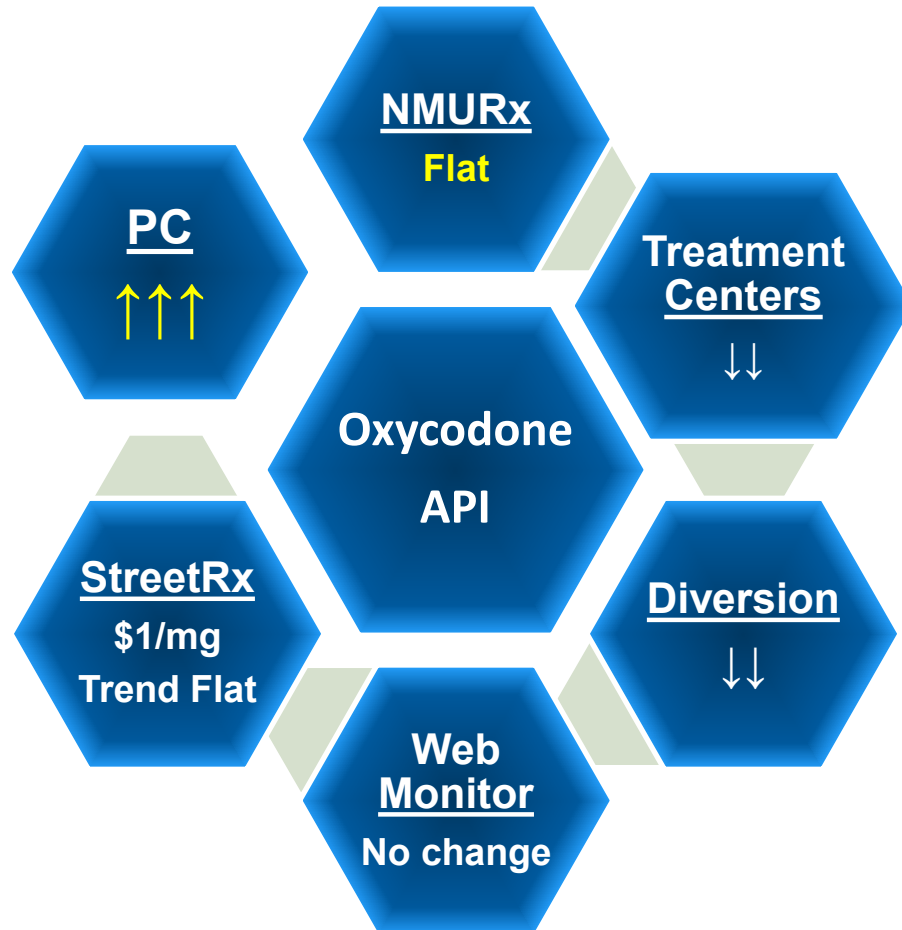 NMURx
Flat
Treatment
Centers
↓↓
Diversion
↓↓
Web
Monitor
No change
StreetRx
$1/mg
Trend Flat
PC
↑↑↑
Oxycodone
API